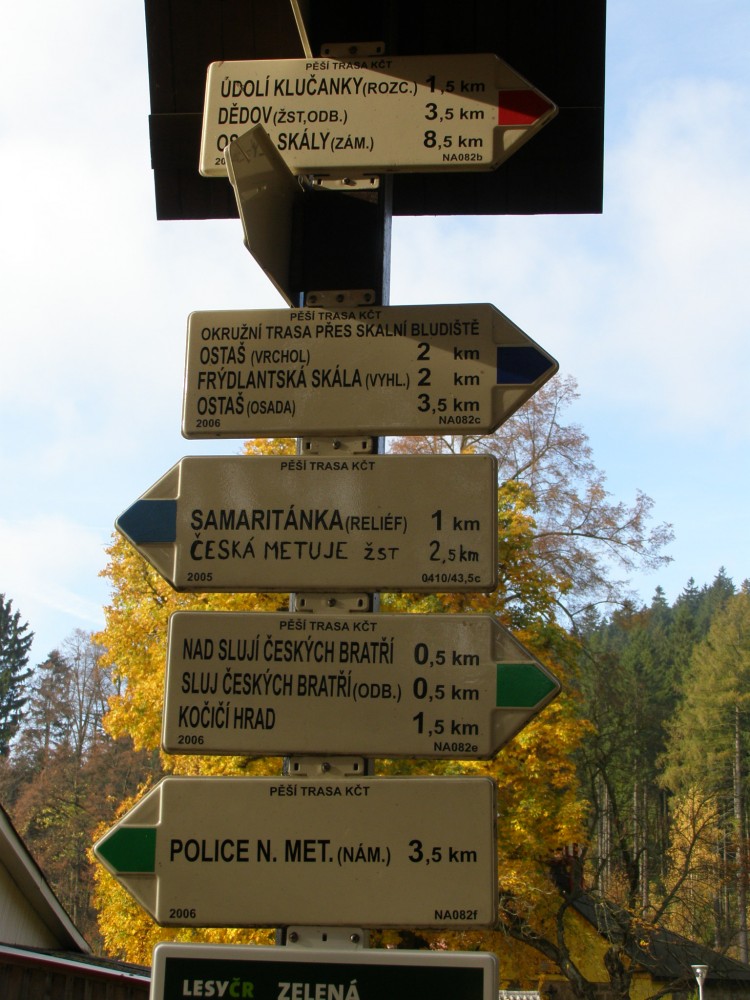 PĚŠÍ TRASA KČT
ÚDOLÍ KLUČANKY(ROZC.) 1,5 km
DĚDOV(ŽST,ODB.) 3,5 km
SKÁLY(ZÁM.) 8,5 km
NA082b
PĚŠÍ TRASA KČT
OKRUŽNÍ TRASA PŘES SKALNÍ BLUDIŠTĚ
OSTAŠ (VRCHOL) 2 km
FRÝDLANTSKÁ SKÁLA (VYHL.) 2 km
OSTAŠ (OSADA) 3,5 km
2006 NA082c
PĚŠÍ TRASA KČT
SAMARITÁNKA(RELIÉF) 1 km
ČESKÁ METUJE ŽST 2,5 km
2005 0410/43,5c
PĚŠÍ TRASA KČT
NAD SLUJÍ ČESKÝCH BRATŘÍ 0,5 km
SLUJ ČESKÝCH BRATŘÍ(ODB.) 0,5 km
KOČIČÍ HRAD 1,5 km
2006 NA082e
PĚŠÍ TRASA KČT
POLICE N. MET.(NÁM.) 3,5 km
2006 NA082f
LESYČR ZELENÁ